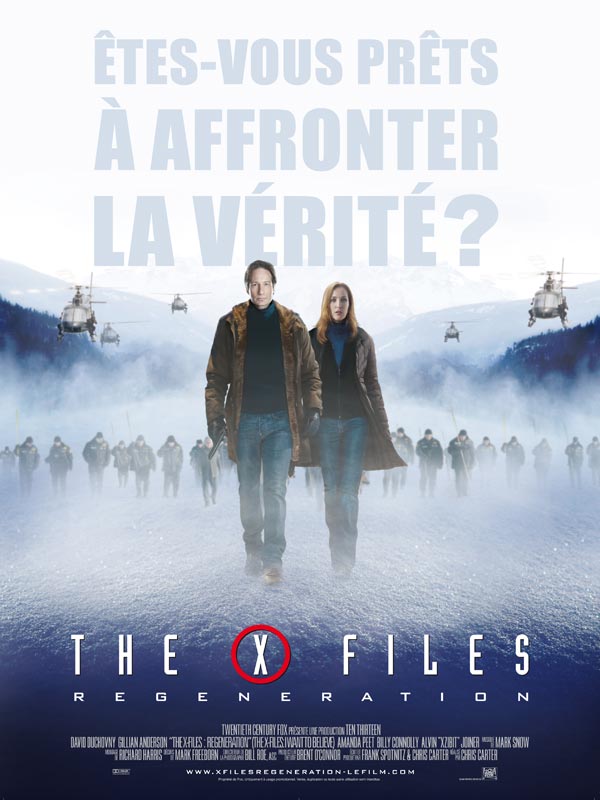 ÊTES-VOUS PRÊTS
À AFFRONTER
LA VÉRITÉ?
THE X FILES
REGENERATION
TWENTIETH CENTURY FOX PRÉSENTE UNE PRODUCTION TEN THIRTEEN
DAVID DUCHOVNY GILLIAN ANDERSON "THE X-FILES : REGENERATION" (THE X-FILES: I WANT TO BELIEVE) AMANDA PEET BILLY CONNOLLY ALVIN "XZIBIT" JOINER MUSIQUE DE MARK SNOW
RICHARD HARRIS MARK FREEBORN BILL ROE, ASC BRENT O'CONNOR FRANK SPOTNITZ & CHRIS CARTER CHRIS CARTER
WWW.XFILESREGENERATION-LEFILM.COM